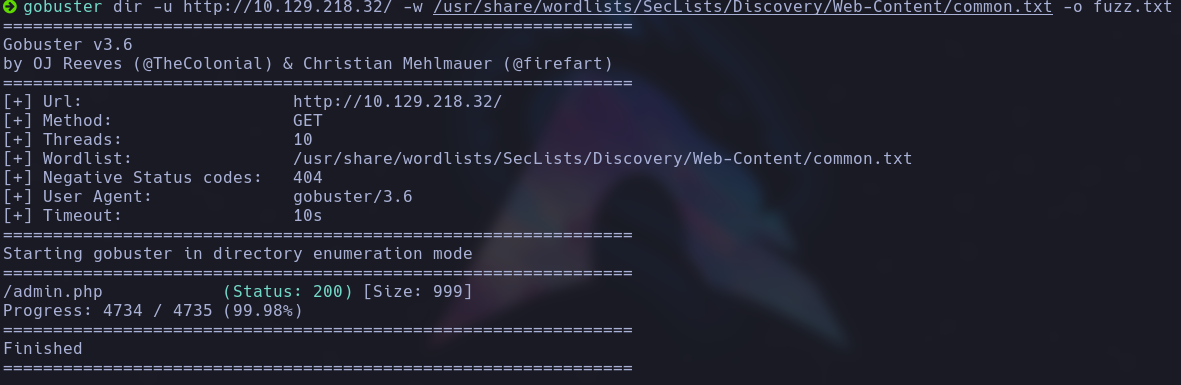 gobuster dir -u http://10.129.218.32/ -w /usr/share/wordlists/SecLists/Discovery/Web-Content/common.txt -o fuzz.txt
===============================================================
Gobuster v3.6
by OJ Reeves (@TheColonial) & Christian Mehlmauer (@firefart)
===============================================================
[+] Url:                     http://10.129.218.32/
[+] Method:                  GET
[+] Threads:                 10
[+] Wordlist:                /usr/share/wordlists/SecLists/Discovery/Web-Content/common.txt
[+] Negative Status codes:   404
[+] User Agent:              gobuster/3.6
[+] Timeout:                 10s
===============================================================
Starting gobuster in directory enumeration mode
===============================================================
/admin.php            (Status: 200) [Size: 999]
Progress: 4734 / 4735 (99.98%)
===============================================================
Finished
===============================================================